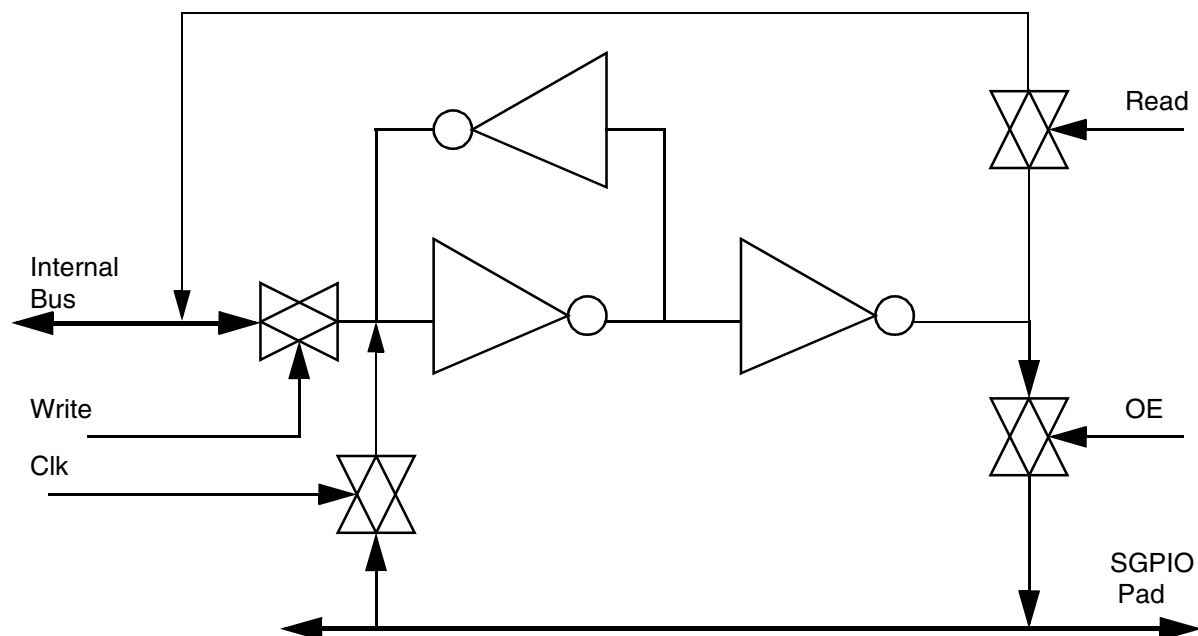 Read
Internal
Bus
Write
OE
Clk
SGPIO
Pad